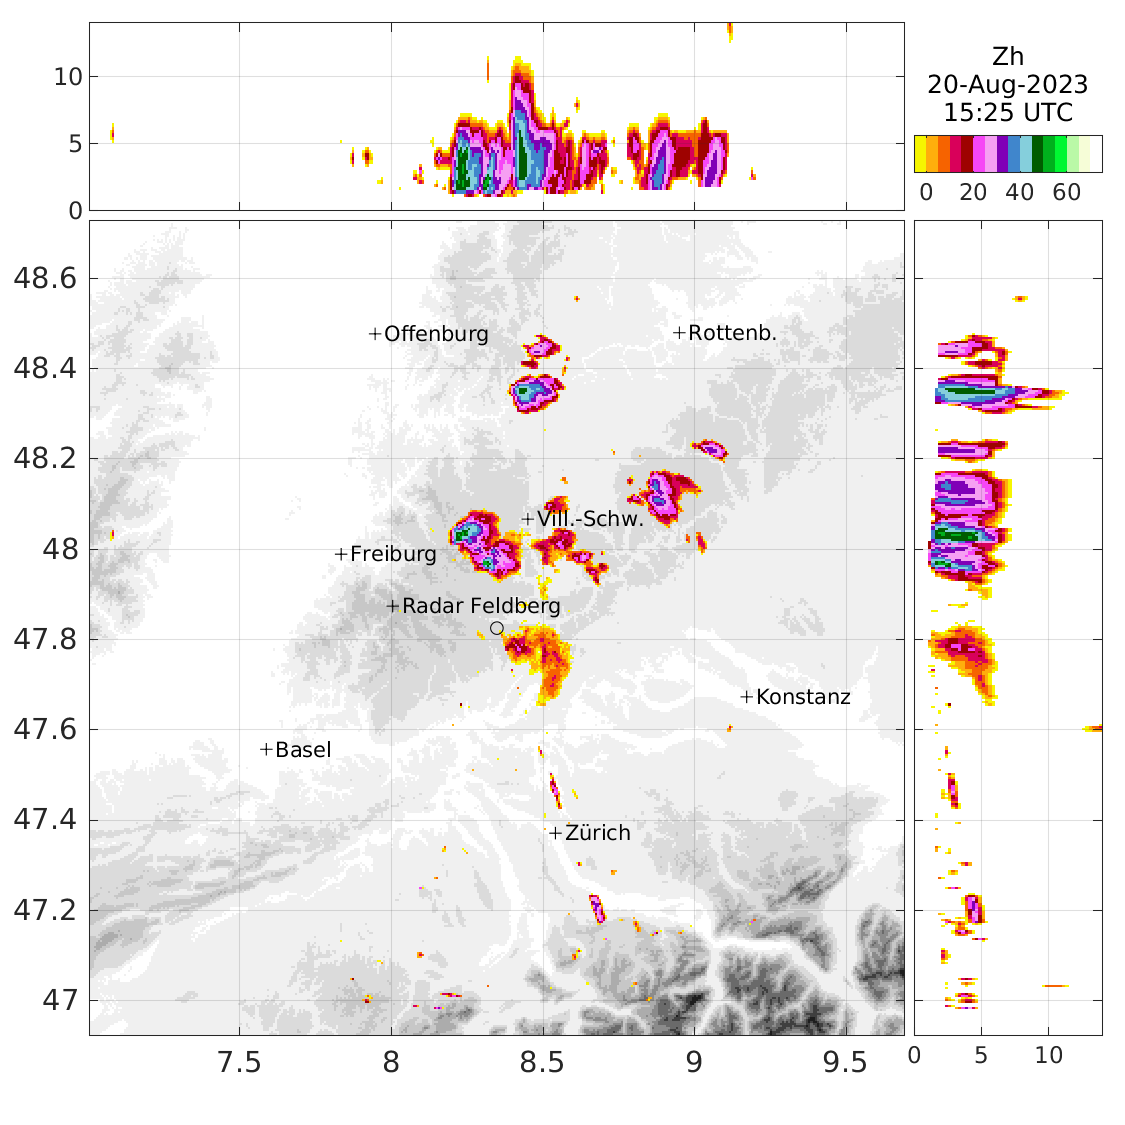 10
5
0
Zh
20-Aug-2023
15:25 UTC
0 20 40 60
48.6
48.4
48.2
48
47.8
47.6
47.4
47.2
47
+Offenburg
+Rottenb.
+Vill.-Schw.
+Freiburg
+Radar Feldberg
+Konstanz
+Basel
+Zürich
7.5 8 8.5 9 9.5
0 5 10